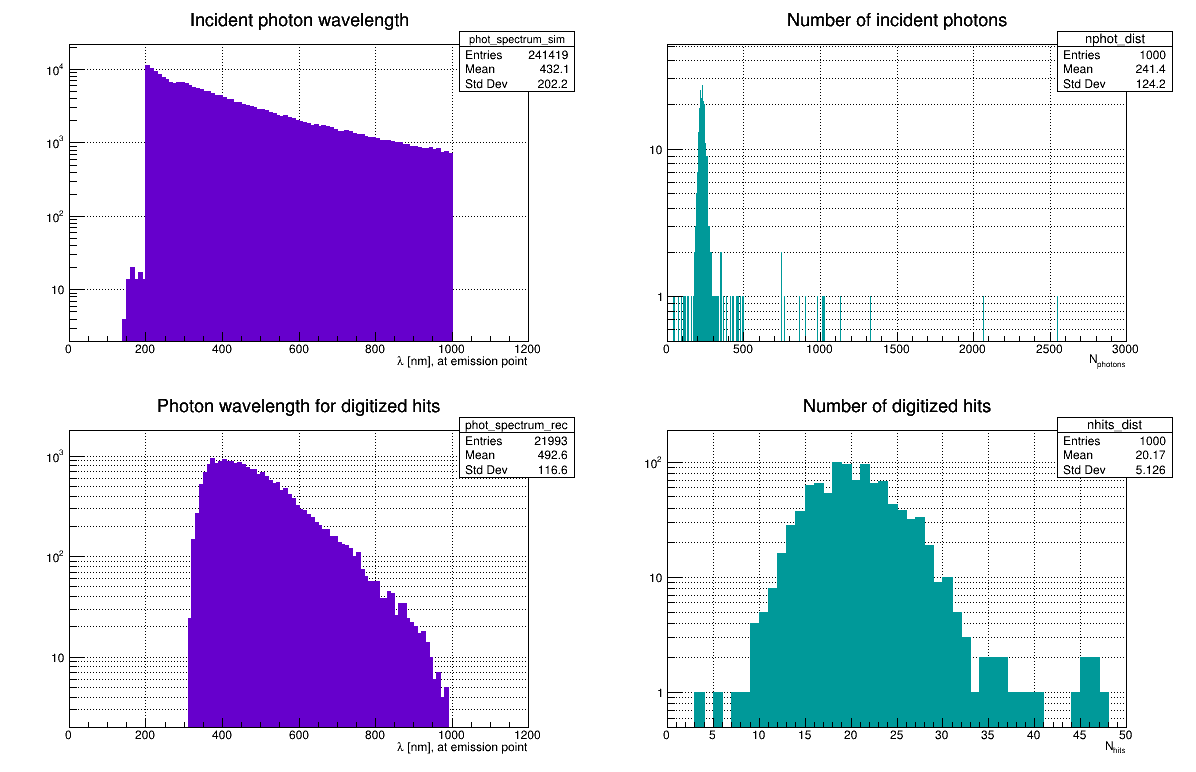 Incident photon wavelength
phot_spectrum_sim
Entries 241419
Mean 432.1
Std Dev 202.2
10⁴
10³
10²
10
0 200 400 600 800 1000 1200
λ [nm], at emission point
Number of incident photons
nphot_dist
Entries 1000
Mean 241.4
Std Dev 124.2
10
1
0 500 1000 1500 2000 2500 3000
N_photons
Photon wavelength for digitized hits
phot_spectrum_rec
Entries 21993
Mean 492.6
Std Dev 116.6
10³
10²
10
0 200 400 600 800 1000 1200
λ [nm], at emission point
Number of digitized hits
nhits_dist
Entries 1000
Mean 20.17
Std Dev 5.126
10²
10
1
0 5 10 15 20 25 30 35 40 45 50
N_hits